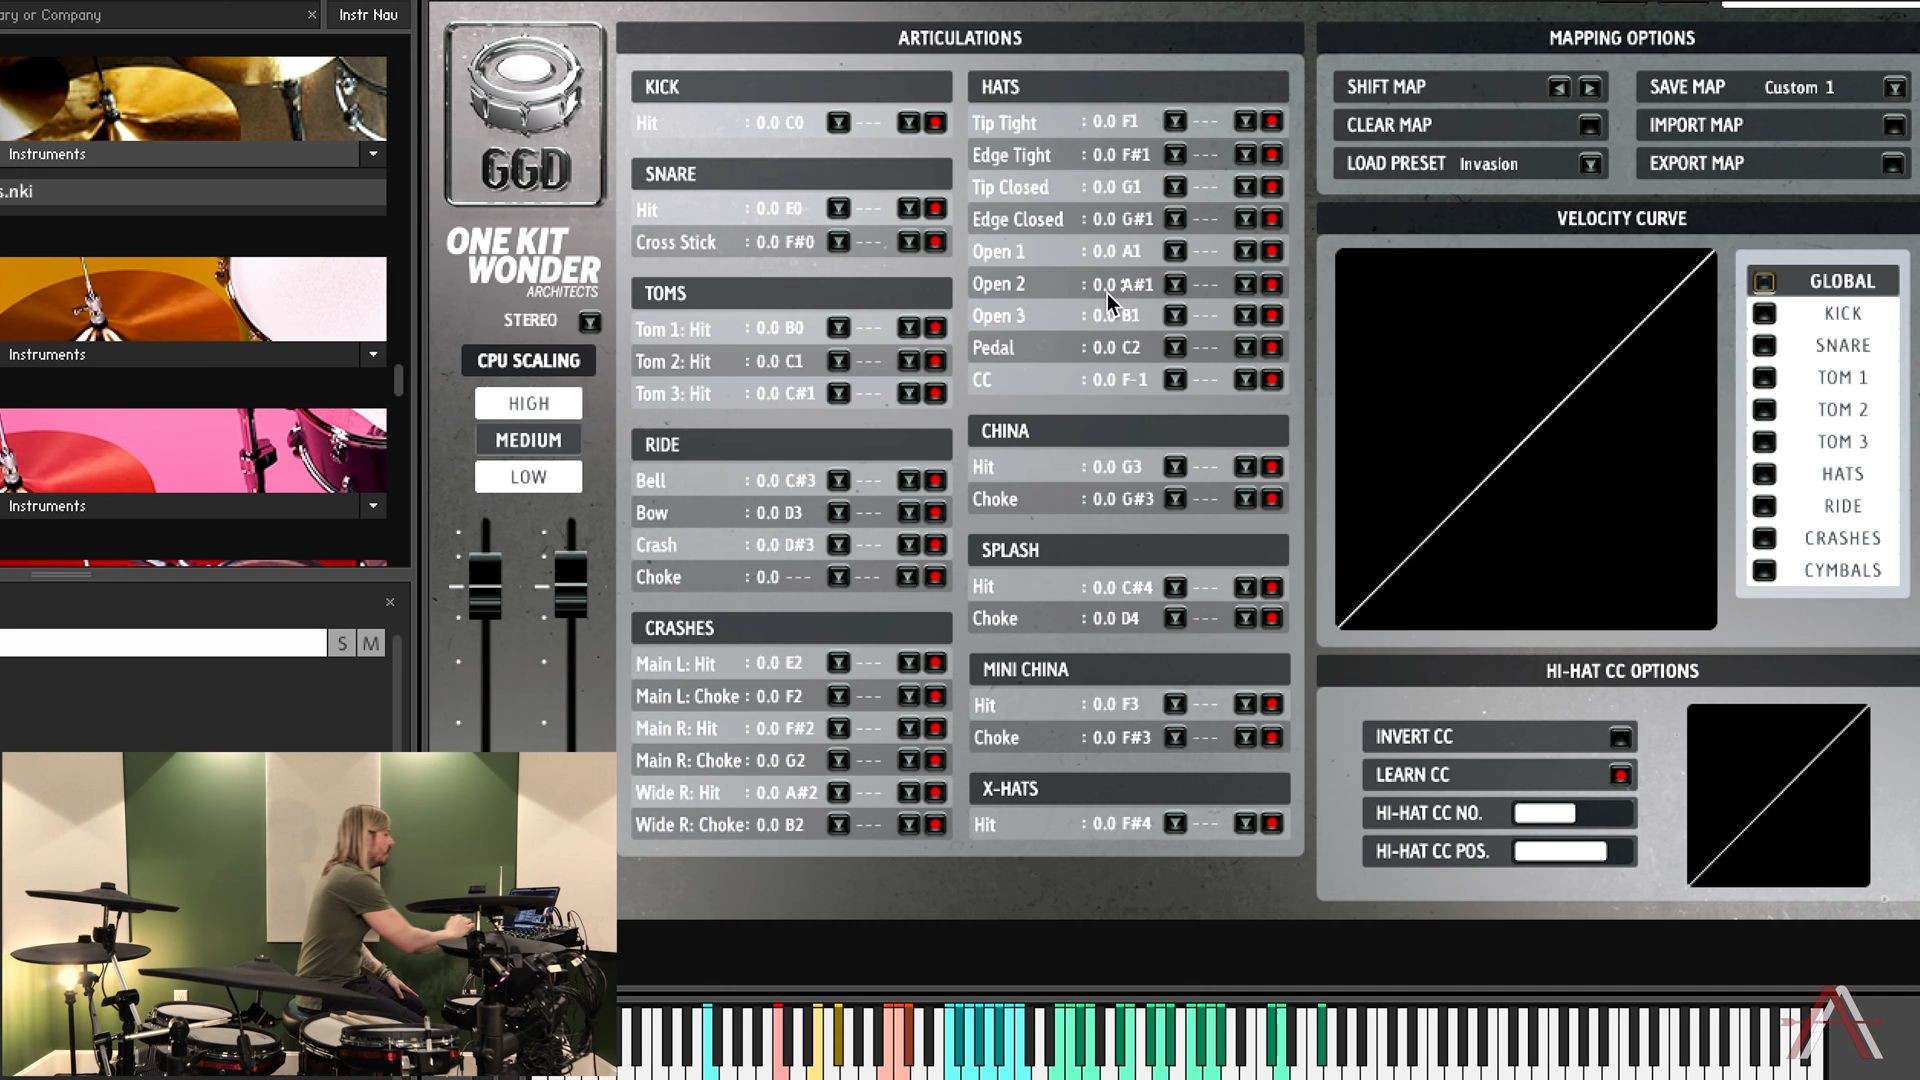 ary or Company × Instr Nav
Instruments
s.nki
Instruments
Instruments
×
S M
GGD
ONE KIT
WONDER
ARCHITECTS
STEREO
CPU SCALING
HIGH
MEDIUM
LOW
ARTICULATIONS
KICK
Hit : 0.0 C0 ---
SNARE
Hit : 0.0 E0 ---
Cross Stick : 0.0 F#0 ---
TOMS
Tom 1: Hit : 0.0 B0 ---
Tom 2: Hit : 0.0 C1 ---
Tom 3: Hit : 0.0 C#1 ---
RIDE
Bell : 0.0 C#3 ---
Bow : 0.0 D3 ---
Crash : 0.0 D#3 ---
Choke : 0.0 --- ---
CRASHES
Main L: Hit : 0.0 E2 ---
Main L: Choke : 0.0 F2 ---
Main R: Hit : 0.0 F#2 ---
Main R: Choke : 0.0 G2 ---
Wide R: Hit : 0.0 A#2 ---
Wide R: Choke: 0.0 B2 ---
HATS
Tip Tight : 0.0 F1 ---
Edge Tight : 0.0 F#1 ---
Tip Closed : 0.0 G1 ---
Edge Closed : 0.0 G#1 ---
Open 1 : 0.0 A1 ---
Open 2 : 0.0 A#1 ---
Open 3 : 0.0 B1 ---
Pedal : 0.0 C2 ---
CC : 0.0 F-1 ---
CHINA
Hit : 0.0 G3 ---
Choke : 0.0 G#3 ---
SPLASH
Hit : 0.0 C#4 ---
Choke : 0.0 D4 ---
MINI CHINA
Hit : 0.0 F3 ---
Choke : 0.0 F#3 ---
X-HATS
Hit : 0.0 F#4 ---
MAPPING OPTIONS
SHIFT MAP
CLEAR MAP
LOAD PRESET Invasion
SAVE MAP Custom 1
IMPORT MAP
EXPORT MAP
VELOCITY CURVE
GLOBAL
KICK
SNARE
TOM 1
TOM 2
TOM 3
HATS
RIDE
CRASHES
CYMBALS
HI-HAT CC OPTIONS
INVERT CC
LEARN CC
HI-HAT CC NO.
HI-HAT CC POS.